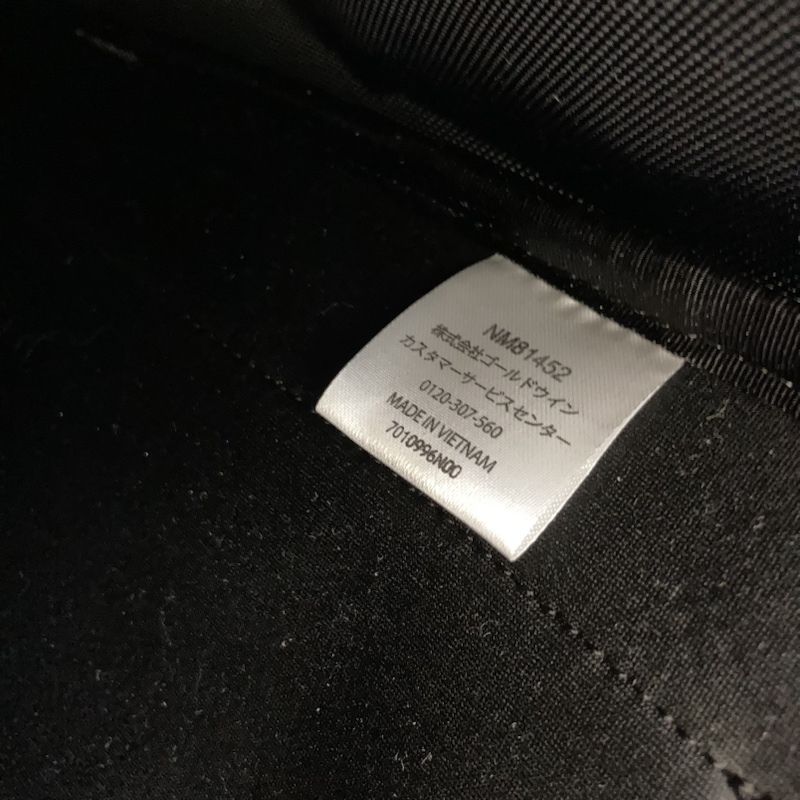 NM81452
株式会社ゴールドウイン
カスタマーサービスセンター
0120-307-560
MADE IN VIETNAM
7010996N00